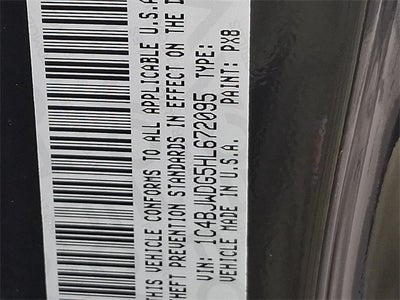 THIS VEHICLE CONFORMS TO ALL APPLICABLE U.S.A
THEFT PREVENTION STANDARDS IN EFFECT ON THE D
VIN: 1C4BJWDG5HL672095 TYPE:
VEHICLE MADE IN U.S.A. PAINT: PX8